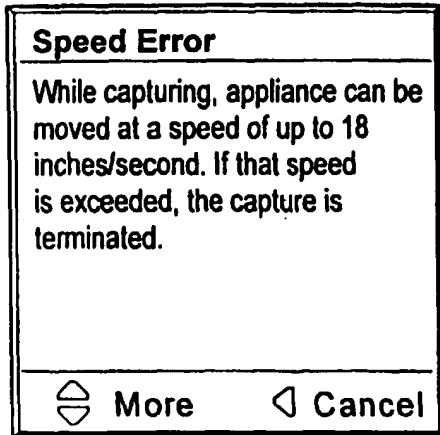 Speed Error
While capturing, appliance can be
moved at a speed of up to 18
inches/second. If that speed
is exceeded, the capture is
terminated.
More Cancel